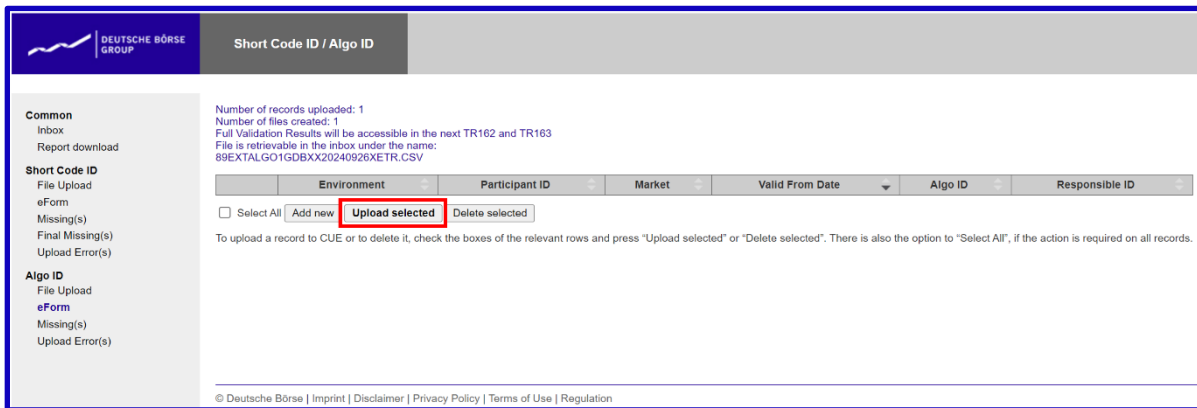 DEUTSCHE BÖRSE
GROUP
Short Code ID / Algo ID
Common
Inbox
Report download
Short Code ID
File Upload
eForm
Missing(s)
Final Missing(s)
Upload Error(s)
Algo ID
File Upload
eForm
Missing(s)
Upload Error(s)
Number of records uploaded: 1
Number of files created: 1
Full Validation Results will be accessible in the next TR162 and TR163
File is retrievable in the inbox under the name:
89EXTALGO1GDBXX20240926XETR.CSV
Environment Participant ID Market Valid From Date Algo ID Responsible ID
Select All Add new Upload selected Delete selected
To upload a record to CUE or to delete it, check the boxes of the relevant rows and press “Upload selected” or “Delete selected”. There is also the option to “Select All”, if the action is required on all records.
© Deutsche Börse | Imprint | Disclaimer | Privacy Policy | Terms of Use | Regulation